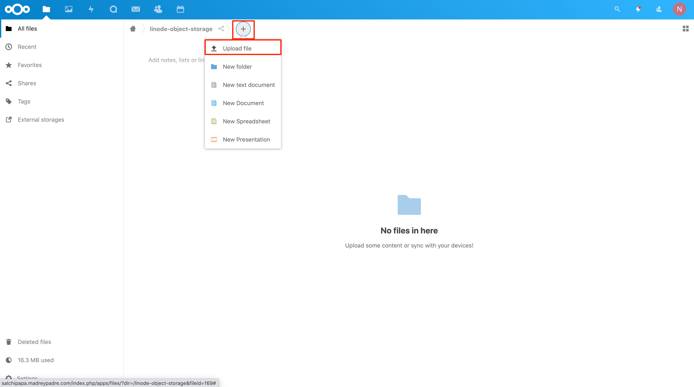 N
All files
linode-object-storage
+
Recent
Upload file
Add notes, lists or lin
Favorites
New folder
Shares
New text document
Tags
New Document
External storages
New Spreadsheet
New Presentation
No files in here
Upload some content or sync with your devices!
Deleted files
16.3 MB used
Settings
salchipapa.madreypadre.com/index.php/apps/files/?dir=/linode-object-storage&fileid=169#